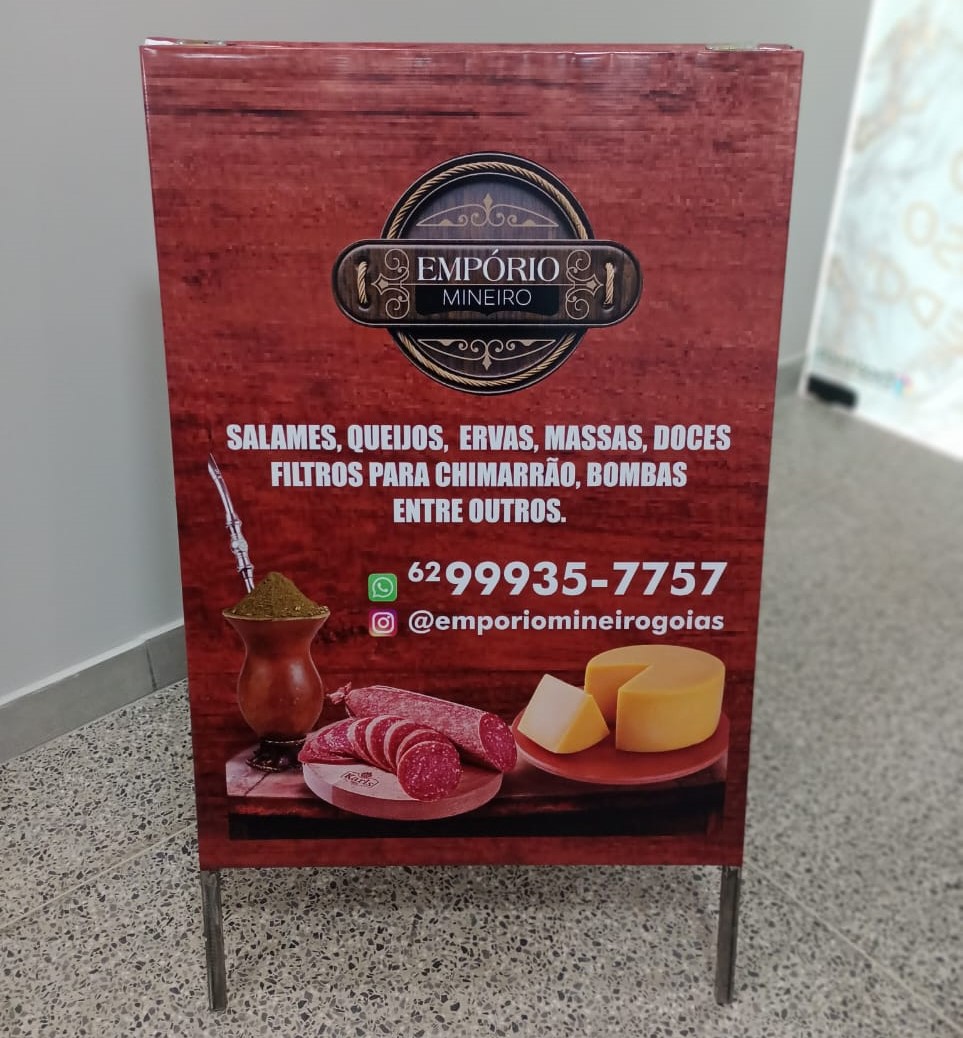 EMPÓRIO
MINEIRO
SALAMES, QUEIJOS, ERVAS, MASSAS, DOCES
FILTROS PARA CHIMARRÃO, BOMBAS
ENTRE OUTROS.
62 99935-7757
@emporiomineirogoias